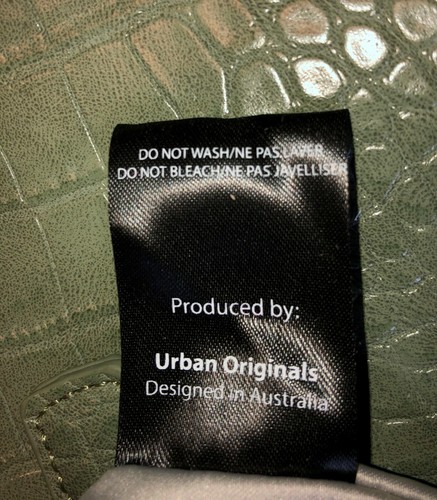 DO NOT WASH/NE PAS LAVER
DO NOT BLEACH/NE PAS JAVELLISER
Produced by:
Urban Originals
Designed in Australia